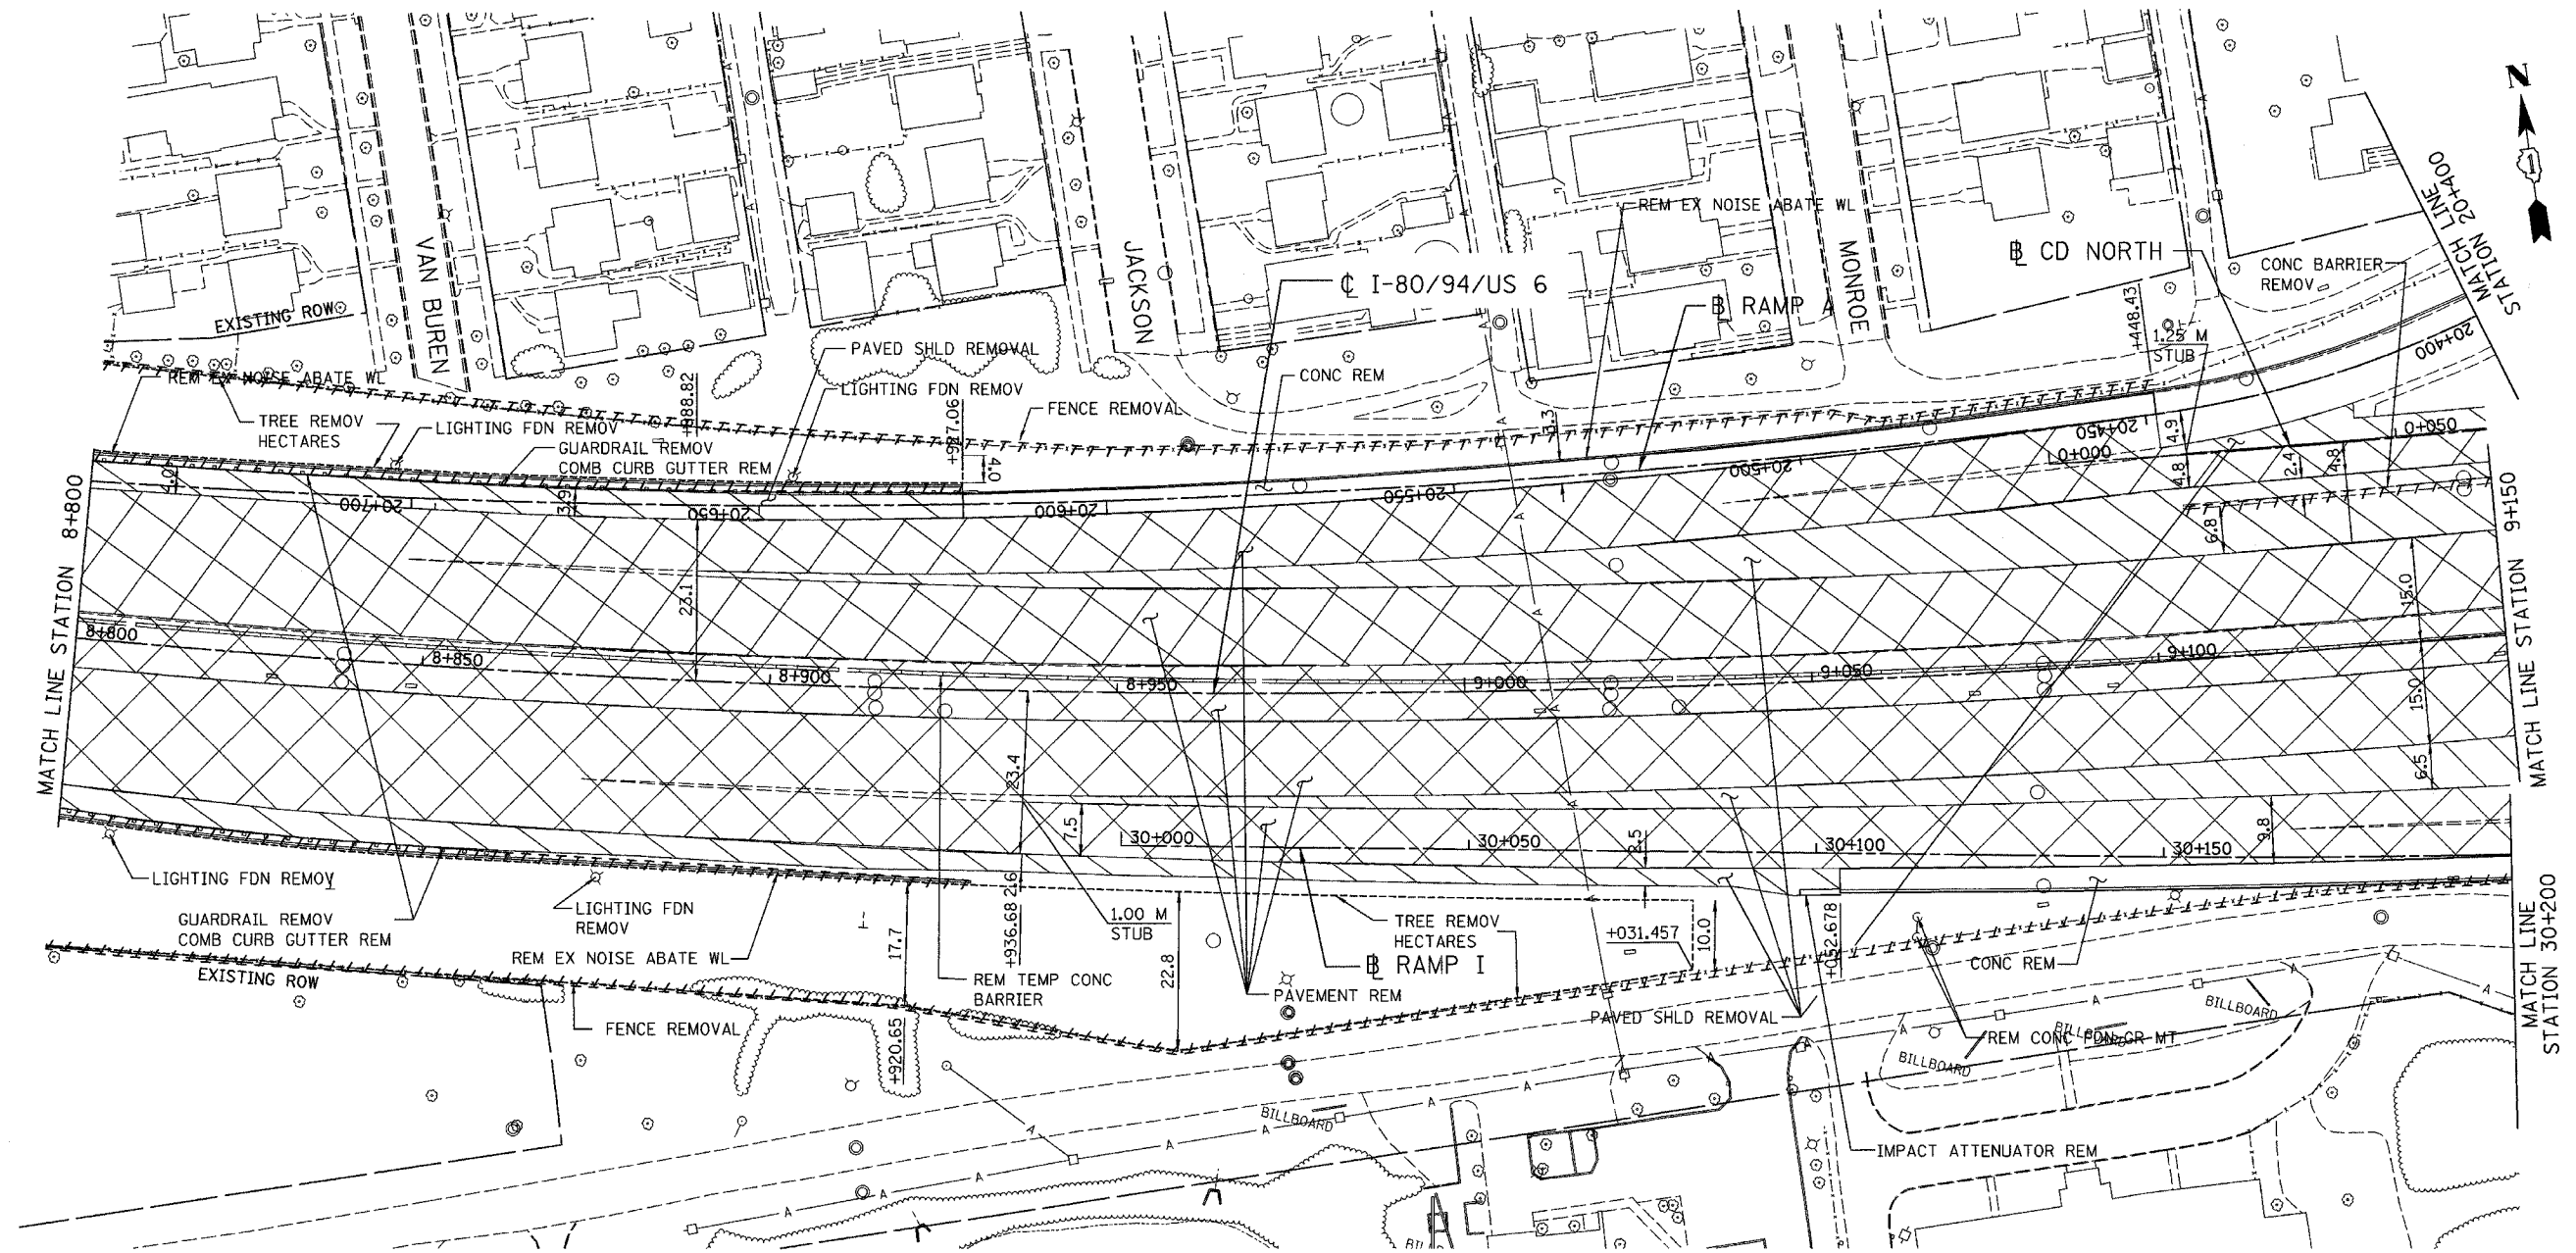 N
MATCH LINE
STATION 20+400
VAN BUREN
JACKSON
MONROE
REM EX NOISE ABATE WL
℄ I-80/94/US 6
B̵L CD NORTH
B̵L RAMP A
CONC BARRIER
REMOV
+448.43
1.25 M
STUB
20+400
EXISTING ROW
REM EX NOISE ABATE WL
TREE REMOV
HECTARES
LIGHTING FDN REMOV
GUARDRAIL REMOV
COMB CURB GUTTER REM
+888.82
PAVED SHLD REMOVAL
LIGHTING FDN REMOV
+927.06
FENCE REMOVAL
CONC REM
3.3
4.0
3.9
4.0
20+700
20+650
20+600
20+550
20+500
20+450
0+000
0+050
4.9
4.8
2.4
4.8
6.8
MATCH LINE STATION 8+800
MATCH LINE STATION 9+150
23.1
15.0
15.0
6.5
8+800
8+850
8+900
8+950
9+000
9+050
9+100
23.4
7.5
2.5
9.8
30+000
30+050
30+100
30+150
LIGHTING FDN REMOV
GUARDRAIL REMOV
COMB CURB GUTTER REM
LIGHTING FDN
REMOV
REM EX NOISE ABATE WL
EXISTING ROW
FENCE REMOVAL
17.7
+920.65
2.6
+936.68
REM TEMP CONC
BARRIER
1.00 M
STUB
22.8
PAVEMENT REM
B̵L RAMP I
TREE REMOV
HECTARES
+031.457
10.0
+052.678
PAVED SHLD REMOVAL
CONC REM
REM CONC FDN GR MT
IMPACT ATTENUATOR REM
BILLBOARD
BILLBOARD
BILLBOARD
BILLBOARD
MATCH LINE
STATION 30+200